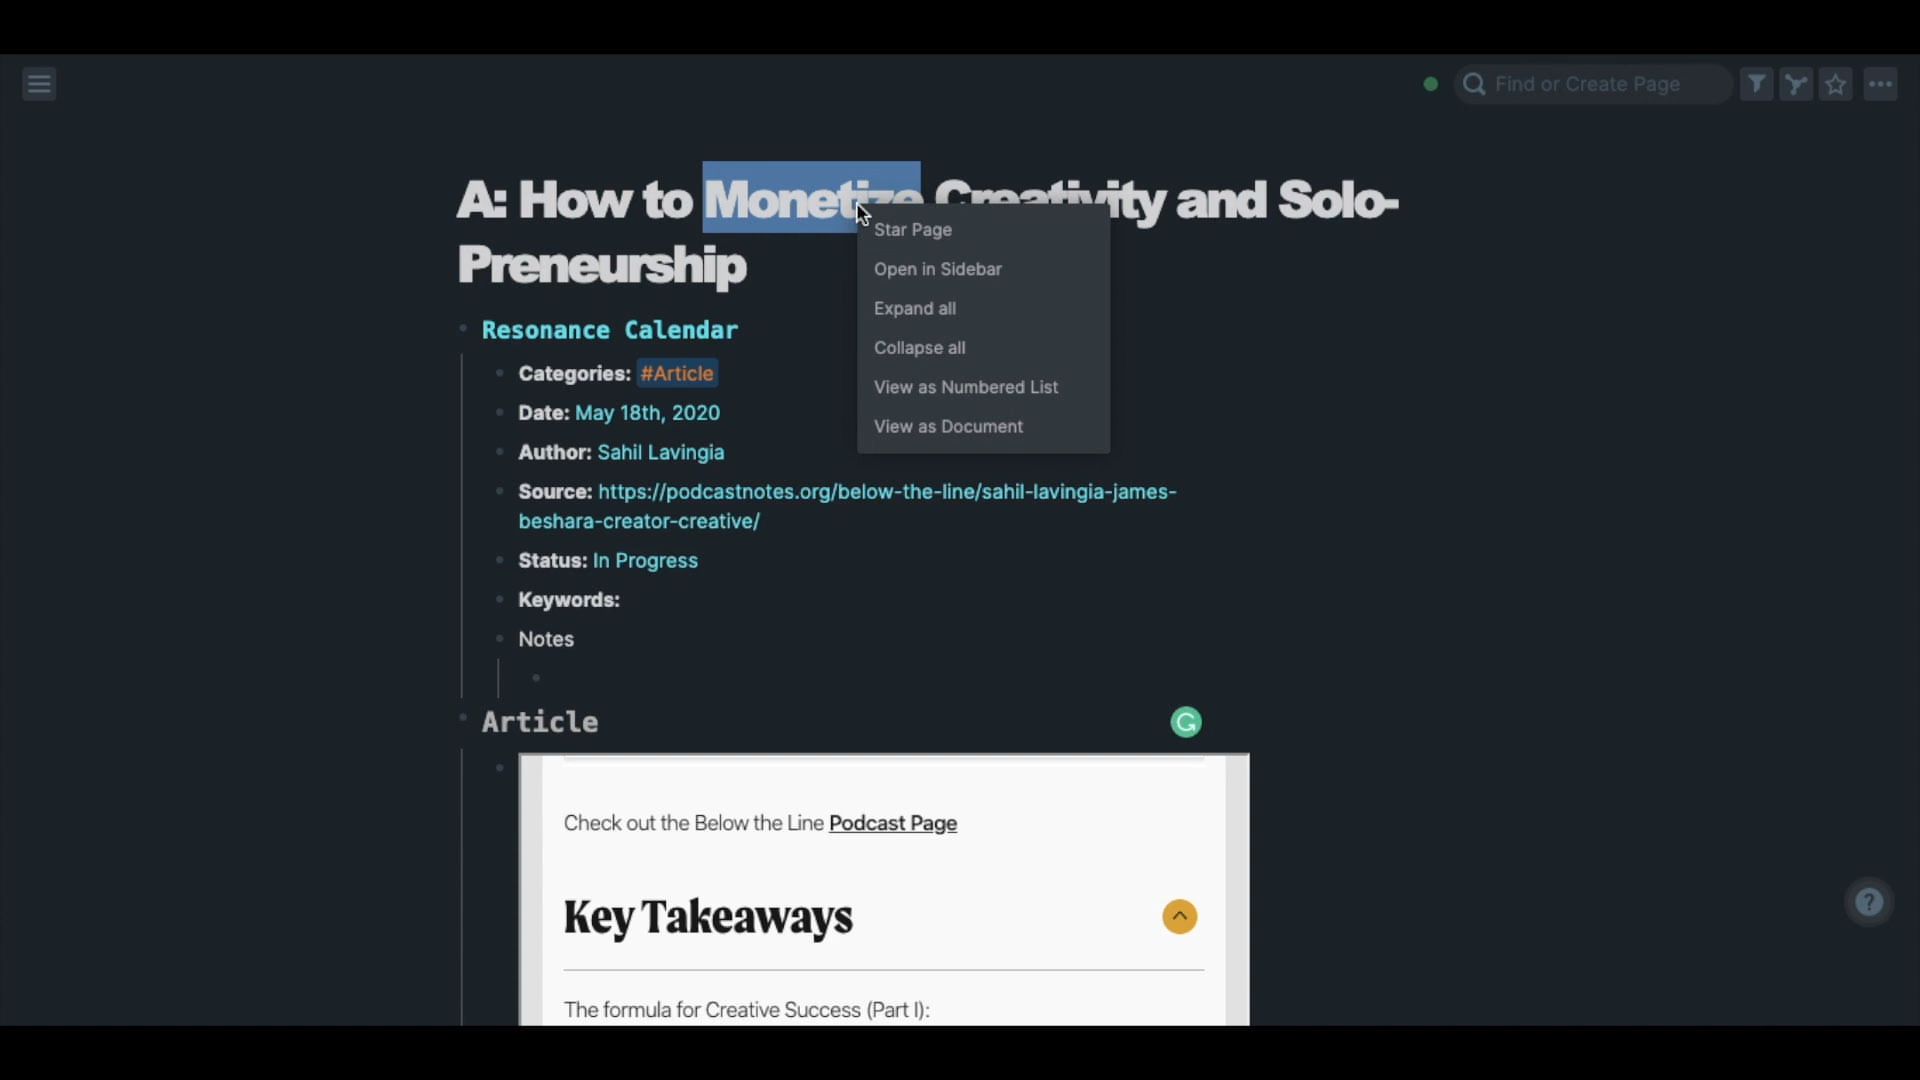 Find or Create Page
A: How to Monetize Creativity and Solo-
Preneurship
Star Page
Open in Sidebar
Expand all
Collapse all
View as Numbered List
View as Document
Resonance Calendar
Categories: #Article
Date: May 18th, 2020
Author: Sahil Lavingia
Source: https://podcastnotes.org/below-the-line/sahil-lavingia-james-
beshara-creator-creative/
Status: In Progress
Keywords:
Notes
Article
Check out the Below the Line Podcast Page
Key Takeaways
The formula for Creative Success (Part I):